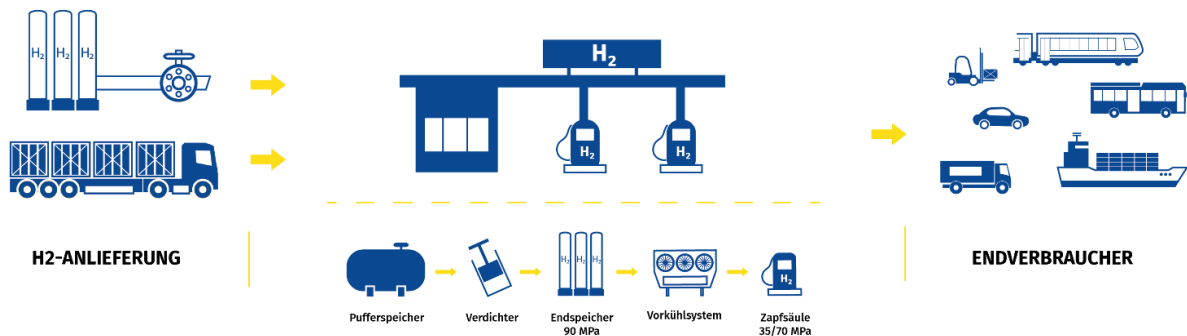 H₂ H₂ H₂
H₂
H₂ H₂
H2-ANLIEFERUNG
H₂ H₂ H₂
H₂
Pufferspeicher
Verdichter
Endspeicher
90 MPa
Vorkühlsystem
Zapfsäule
35/70 MPa
ENDVERBRAUCHER